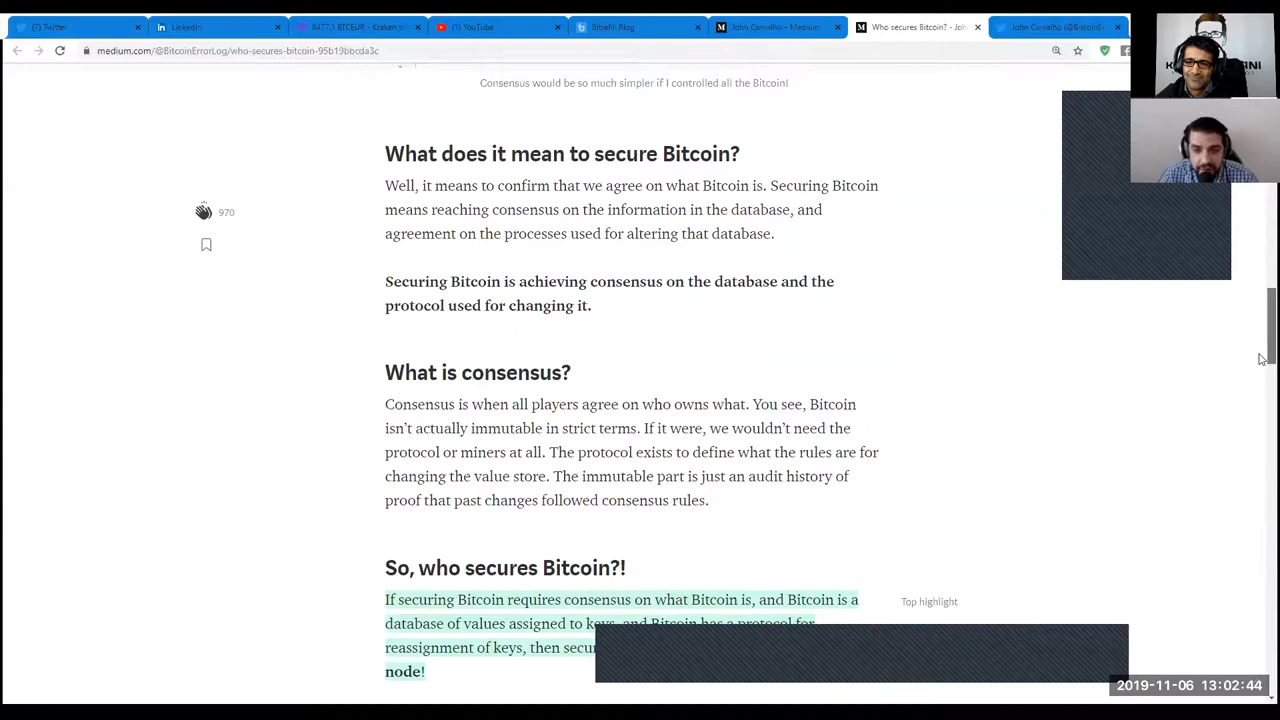 (7) Twitter
LinkedIn
8477.1 BTCEUR - Kraken
(1) YouTube
Bitrefill Blog
John Carvalho – Medium
Who secures Bitcoin? - Joh
John Carvalho (@BitcoinE
medium.com/@BitcoinErrorLog/who-secures-bitcoin-95b19bbcda3c
Consensus would be so much simpler if I controlled all the Bitcoin!
What does it mean to secure Bitcoin?
Well, it means to confirm that we agree on what Bitcoin is. Securing Bitcoin
means reaching consensus on the information in the database, and
agreement on the processes used for altering that database.
970
Securing Bitcoin is achieving consensus on the database and the
protocol used for changing it.
What is consensus?
Consensus is when all players agree on who owns what. You see, Bitcoin
isn't actually immutable in strict terms. If it were, we wouldn't need the
protocol or miners at all. The protocol exists to define what the rules are for
changing the value store. The immutable part is just an audit history of
proof that past changes followed consensus rules.
So, who secures Bitcoin?!
If securing Bitcoin requires consensus on what Bitcoin is, and Bitcoin is a
Top highlight
database of values assigned to keys, and Bitcoin has a protocol for
reassignment of keys, then secur
node!
2019-11-06 13:02:44